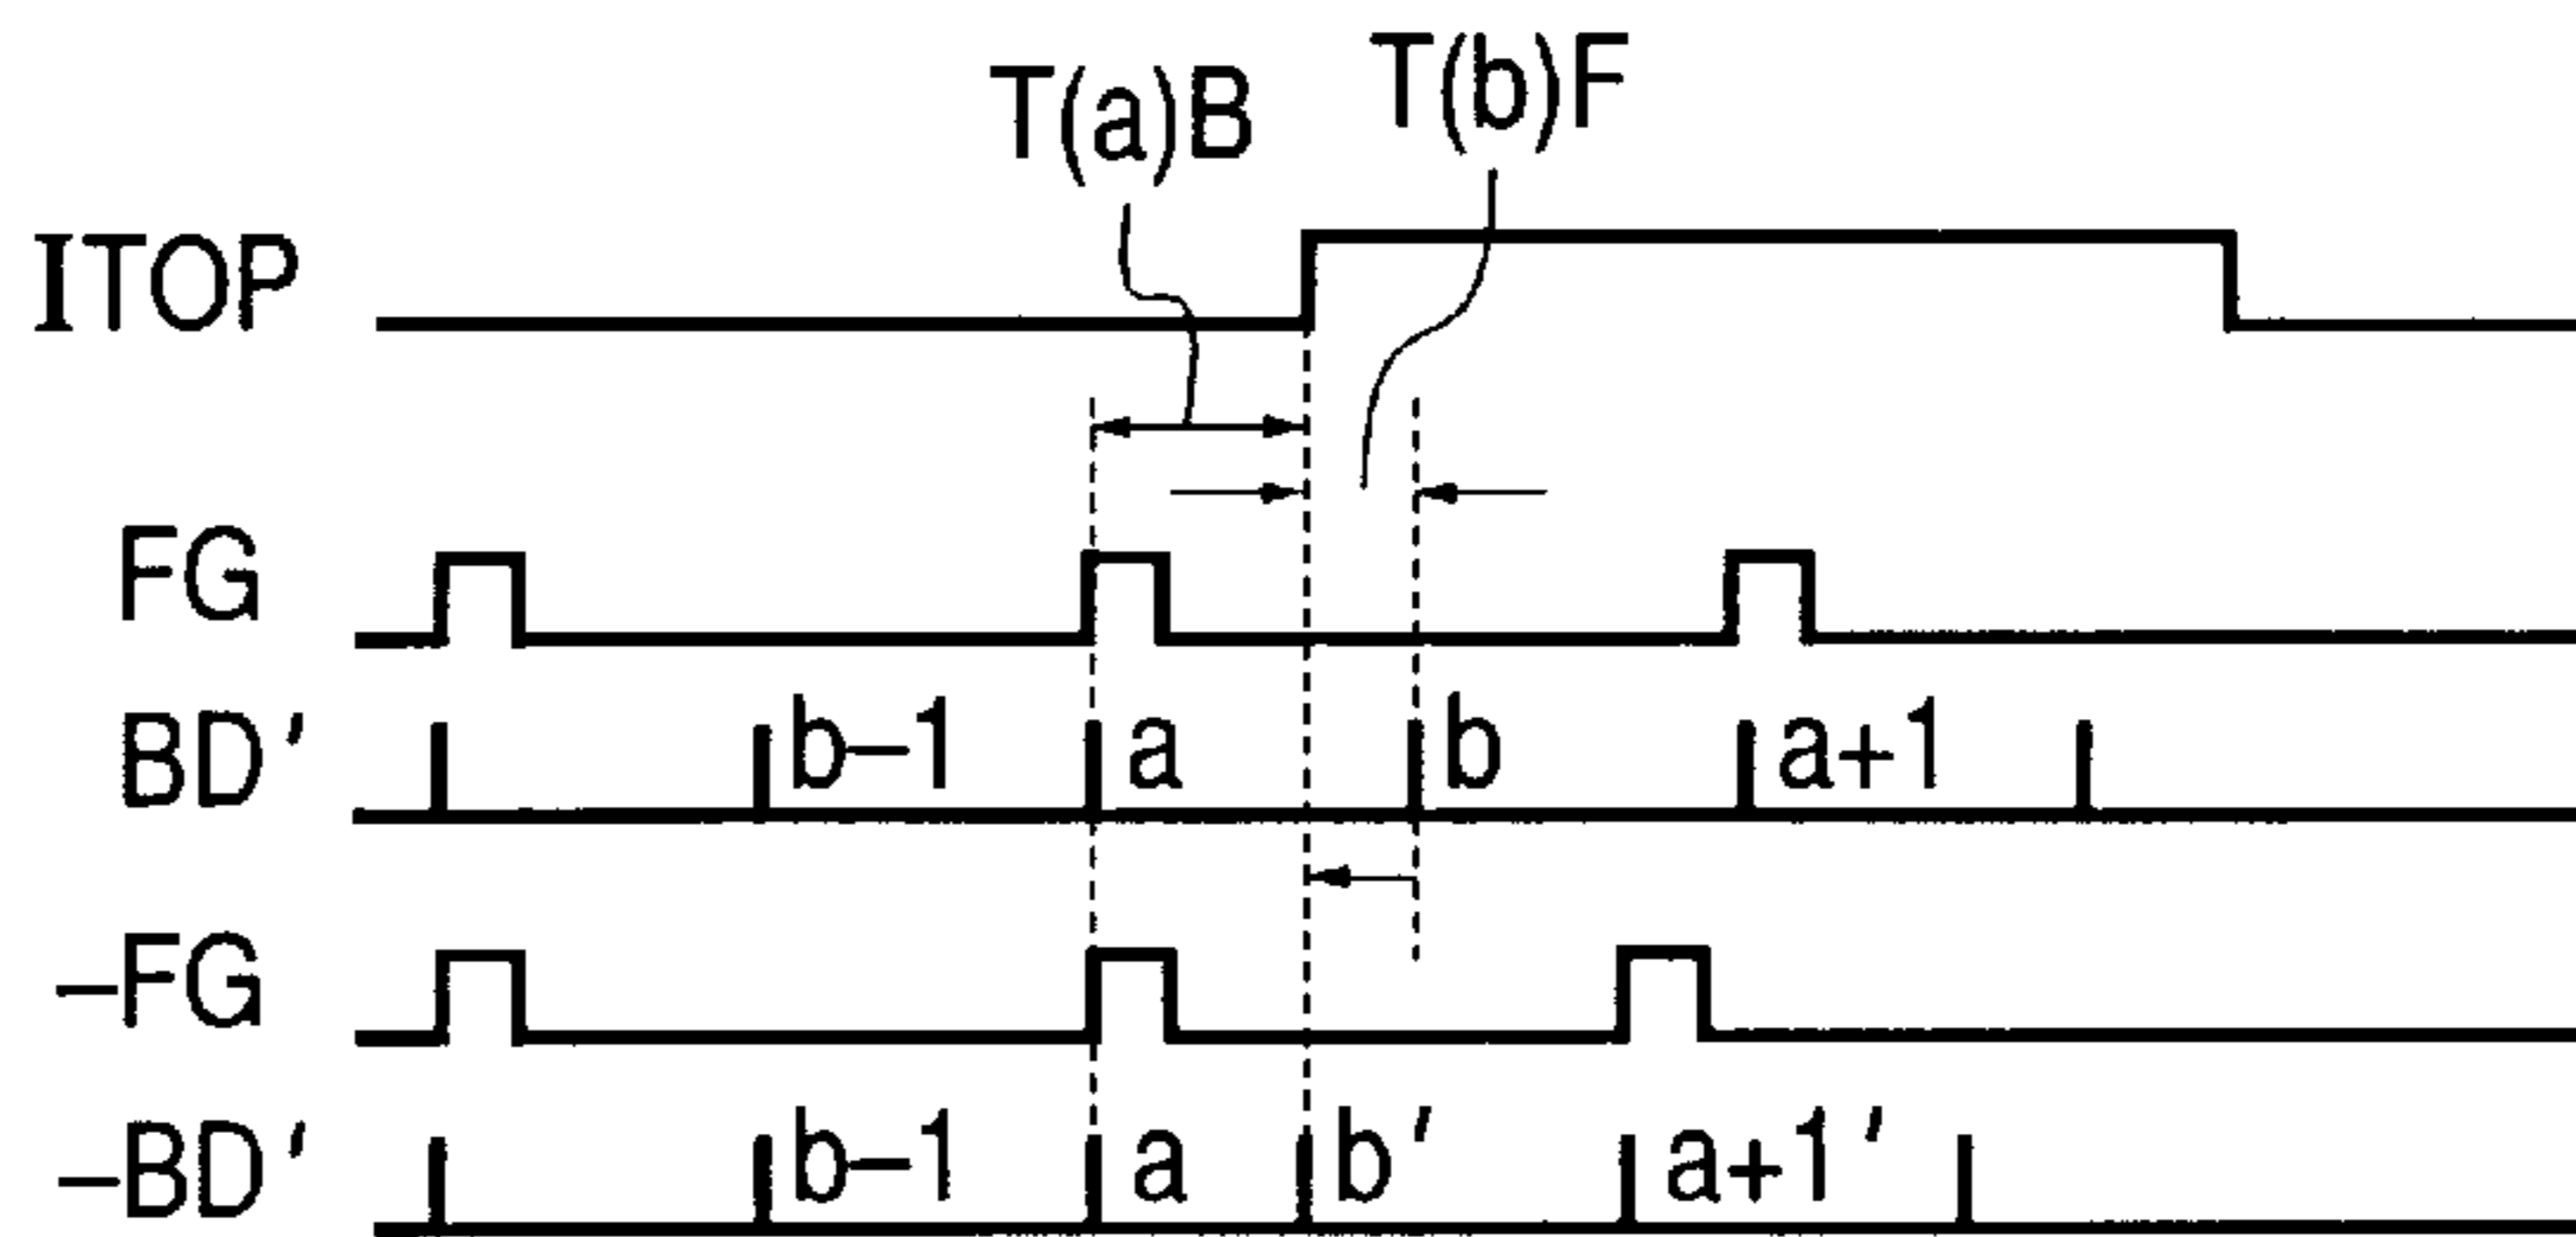 T(a)B T(b)F
ITOP
FG
BD' b−1 a b a+1
−FG
−BD' b−1 a b' a+1'